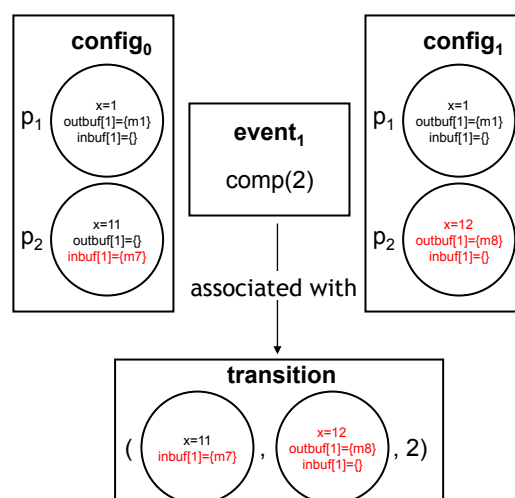 config0
p1
x=1
outbuf[1]={m1}
inbuf[1]={}
p2
x=11
outbuf[1]={}
inbuf[1]={m7}
event1
comp(2)
associated with
config1
p1
x=1
outbuf[1]={m1}
inbuf[1]={}
p2
x=12
outbuf[1]={m8}
inbuf[1]={}
transition
(
x=11
inbuf[1]={m7}
,
x=12
outbuf[1]={m8}
inbuf[1]={}
, 2)